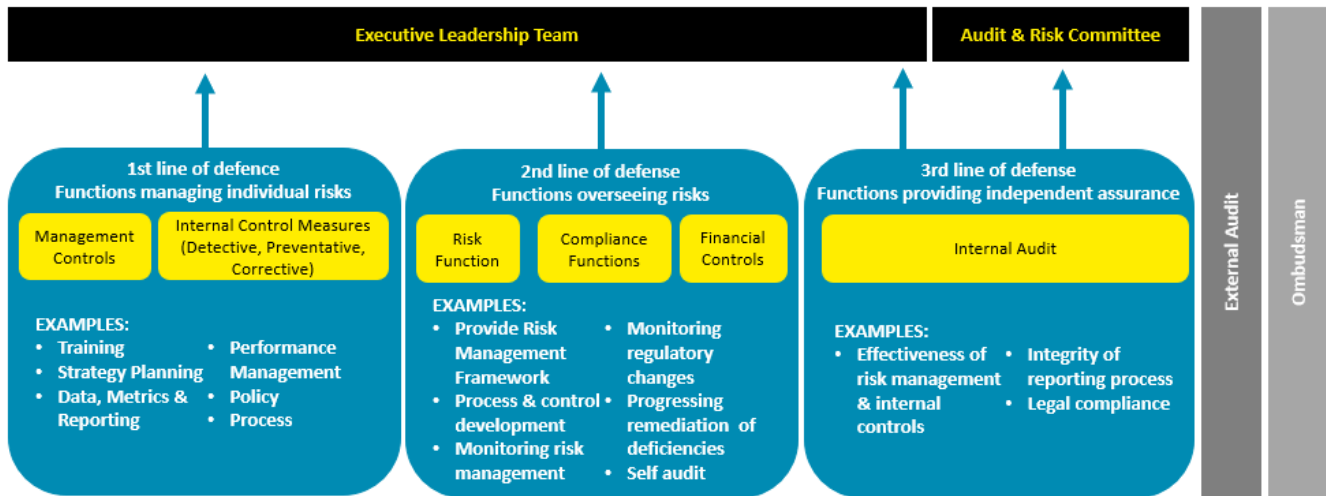 Executive Leadership Team
Audit & Risk Committee
1st line of defence
Functions managing individual risks
Management
Controls
Internal Control Measures
(Detective, Preventative,
Corrective)
EXAMPLES:
• Training
• Strategy Planning
• Data, Metrics &
Reporting
• Performance
Management
• Policy
• Process
2nd line of defense
Functions overseeing risks
Risk
Function
Compliance
Functions
Financial
Controls
EXAMPLES:
• Provide Risk
Management
Framework
• Process & control
development
• Monitoring risk
management
• Monitoring
regulatory
changes
• Progressing
remediation of
deficiencies
• Self audit
3rd line of defense
Functions providing independent assurance
Internal Audit
EXAMPLES:
• Effectiveness of
risk management
& internal
controls
• Integrity of
reporting process
• Legal compliance
External Audit
Ombudsman